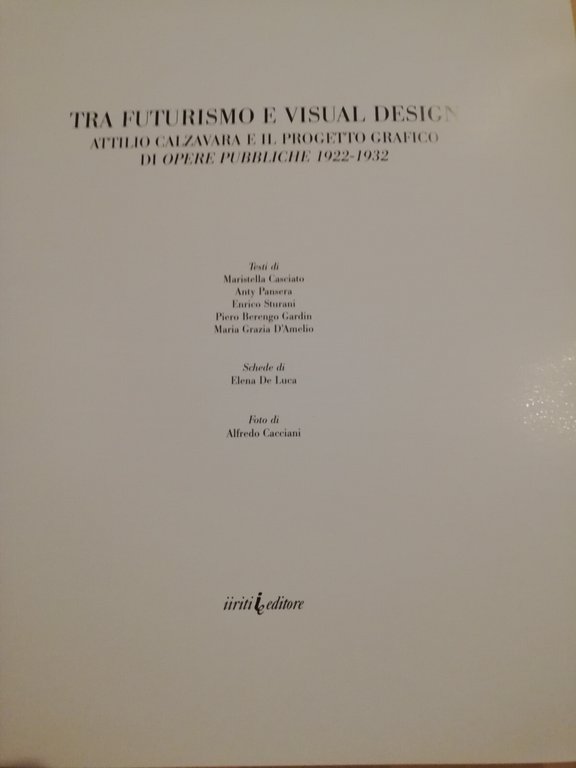 TRA FUTURISMO E VISUAL DESIGN
ATTILIO CALZAVARA E IL PROGETTO GRAFICO
DI OPERE PUBBLICHE 1922-1932
Testi di
Maristella Casciato
Anty Pansera
Enrico Sturani
Piero Berengo Gardin
Maria Grazia D'Amelio
Schede di
Elena De Luca
Foto di
Alfredo Cacciani
iiriti editore